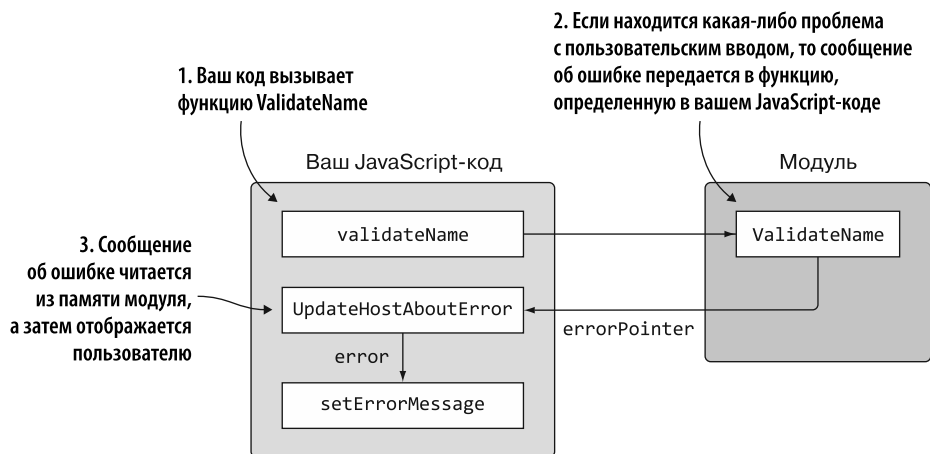 2. Если находится какая-либо проблема
с пользовательским вводом, то сообщение
об ошибке передается в функцию,
определенную в вашем JavaScript-коде
1. Ваш код вызывает
функцию ValidateName
Ваш JavaScript-код
Модуль
validateName
ValidateName
3. Сообщение
об ошибке читается
из памяти модуля,
а затем отображается
пользователю
UpdateHostAboutError
errorPointer
error
setErrorMessage